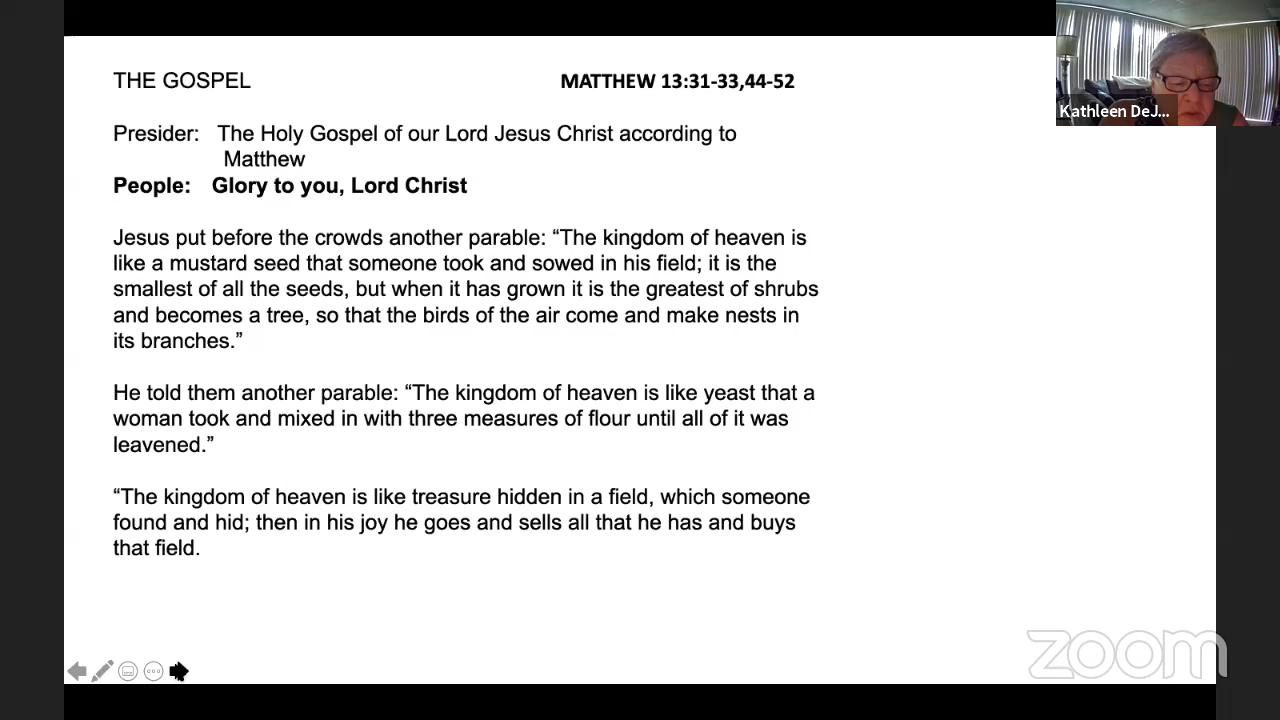 THE GOSPEL MATTHEW 13:31-33,44-52
Kathleen DeJ...
Presider: The Holy Gospel of our Lord Jesus Christ according to
Matthew
People: Glory to you, Lord Christ
Jesus put before the crowds another parable: “The kingdom of heaven is
like a mustard seed that someone took and sowed in his field; it is the
smallest of all the seeds, but when it has grown it is the greatest of shrubs
and becomes a tree, so that the birds of the air come and make nests in
its branches.”
He told them another parable: “The kingdom of heaven is like yeast that a
woman took and mixed in with three measures of flour until all of it was
leavened.”
“The kingdom of heaven is like treasure hidden in a field, which someone
found and hid; then in his joy he goes and sells all that he has and buys
that field.
zoom